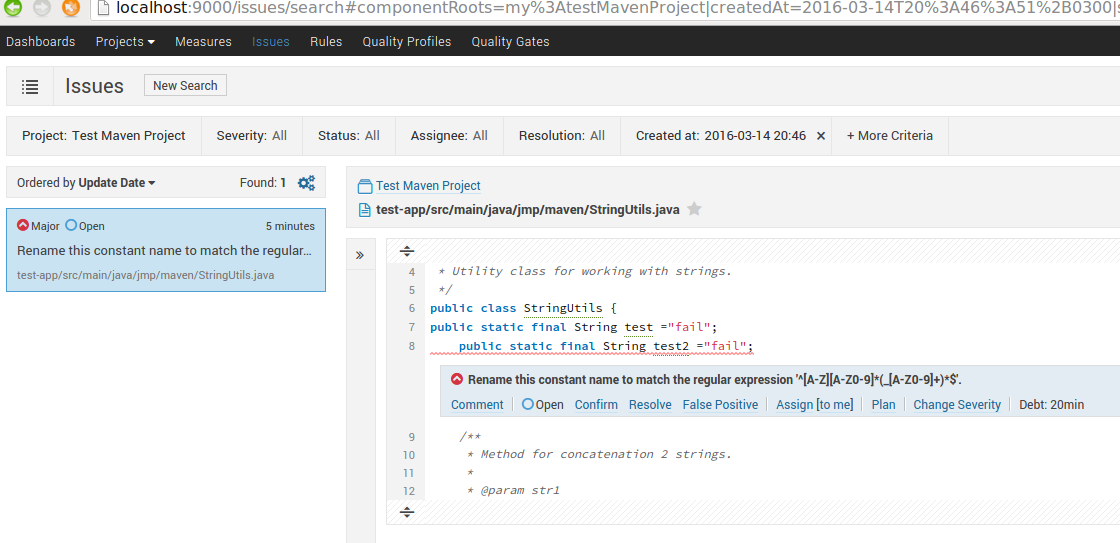 localhost:9000/issues/search#componentRoots=my%3AtestMavenProject|createdAt=2016-03-14T20%3A46%3A51%2B0300|s
Dashboards Projects Measures Issues Rules Quality Profiles Quality Gates
Issues New Search
Project: Test Maven Project Severity: All Status: All Assignee: All Resolution: All Created at: 2016-03-14 20:46 × + More Criteria
Ordered by Update Date Found: 1
Major Open 5 minutes
Rename this constant name to match the regular...
test-app/src/main/java/jmp/maven/StringUtils.java
Test Maven Project
test-app/src/main/java/jmp/maven/StringUtils.java
»
4 * Utility class for working with strings.
5 */
6 public class StringUtils {
7 public static final String test ="fail";
8 public static final String test2 ="fail";
Rename this constant name to match the regular expression '^[A-Z][A-Z0-9]*(_[A-Z0-9]+)*$'.
Comment Open Confirm Resolve False Positive Assign [to me] Plan Change Severity Debt: 20min
9 /**
10 * Method for concatenation 2 strings.
11 *
12 * @param str1